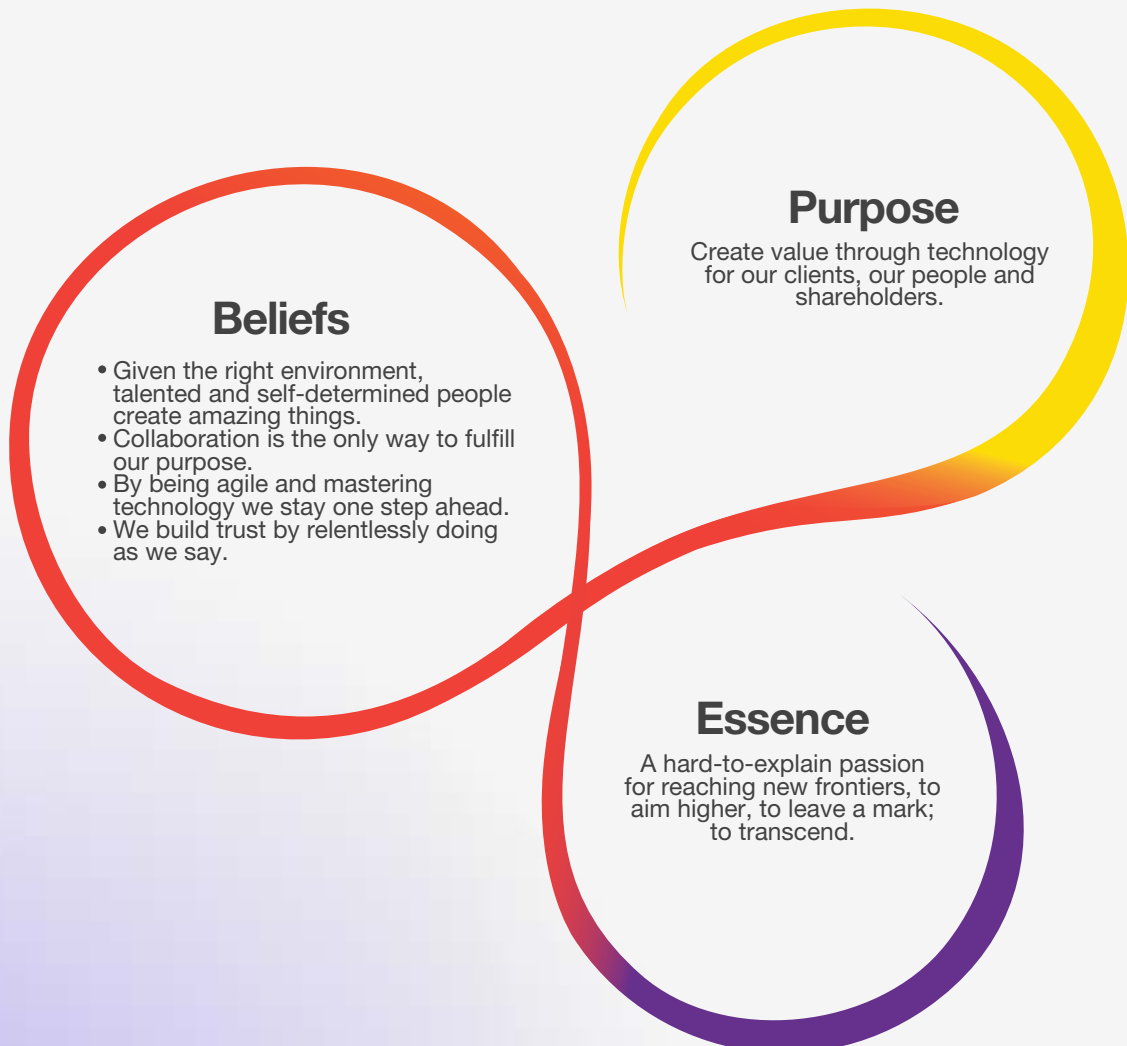 Purpose
Create value through technology
for our clients, our people and
shareholders.
Beliefs
• Given the right environment,
talented and self-determined people
create amazing things.
• Collaboration is the only way to fulfill
our purpose.
• By being agile and mastering
technology we stay one step ahead.
• We build trust by relentlessly doing
as we say.
Essence
A hard-to-explain passion
for reaching new frontiers, to
aim higher, to leave a mark;
to transcend.